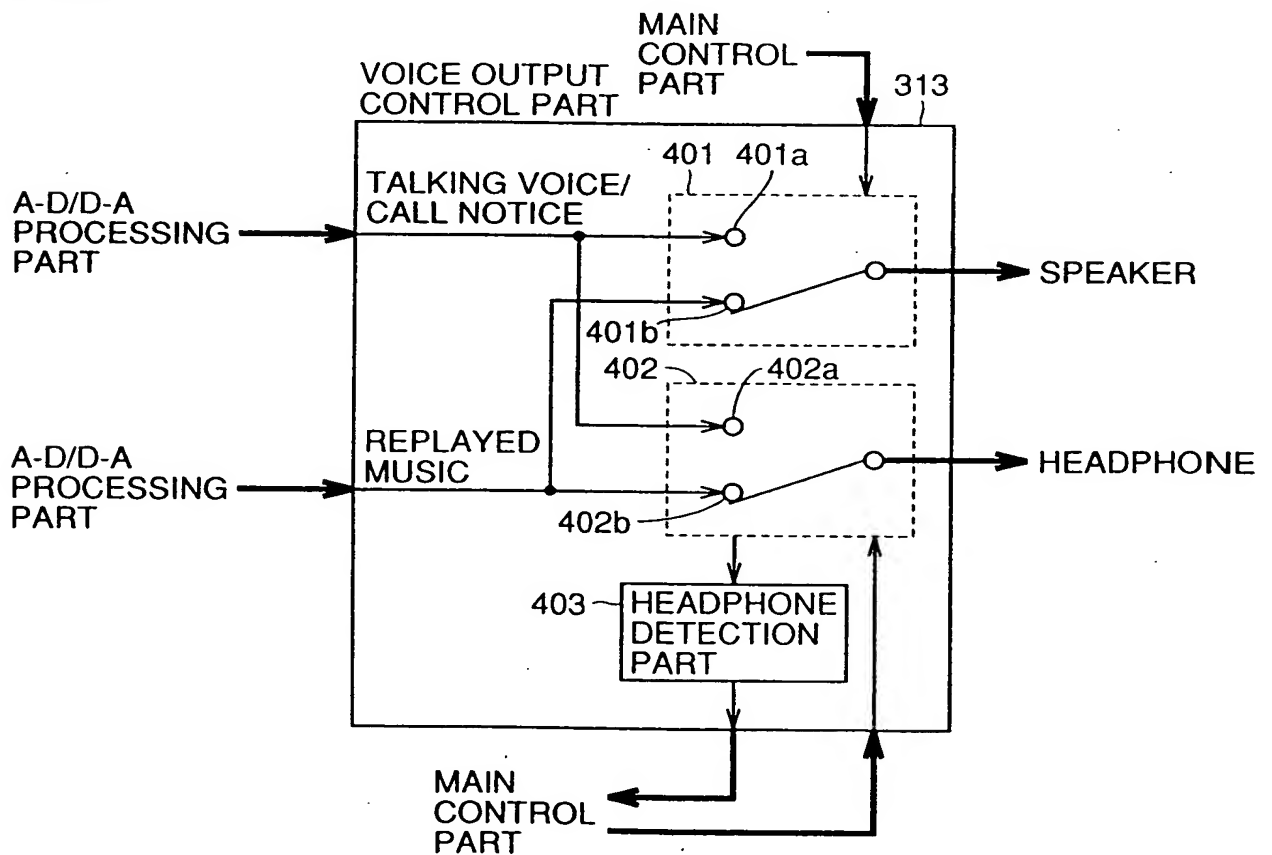 MAIN
CONTROL
PART
VOICE OUTPUT
CONTROL PART
313
401
401a
TALKING VOICE/
CALL NOTICE
A-D/D-A
PROCESSING
PART
SPEAKER
401b
402
402a
REPLAYED
MUSIC
A-D/D-A
PROCESSING
PART
HEADPHONE
402b
403
HEADPHONE
DETECTION
PART
MAIN
CONTROL
PART